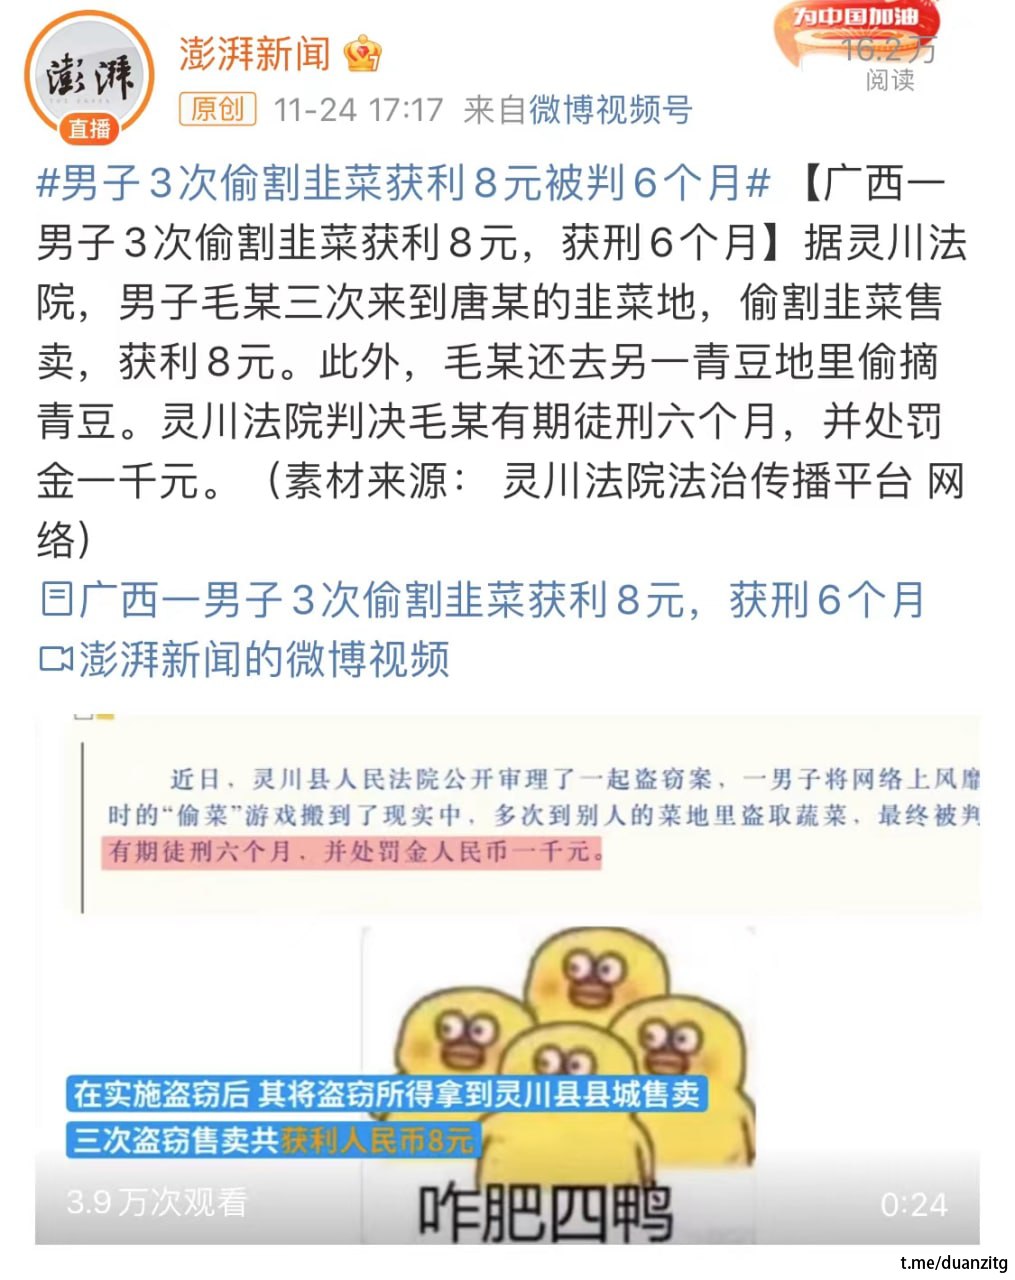 为中国加油
澎湃
THE PAPER
直播
澎湃新闻
16.2万
阅读
原创 11-24 17:17 来自微博视频号
#男子3次偷割韭菜获利8元被判6个月# 【广西一
男子3次偷割韭菜获利8元，获刑6个月】据灵川法
院，男子毛某三次来到唐某的韭菜地，偷割韭菜售
卖，获利8元。此外，毛某还去另一青豆地里偷摘
青豆。灵川法院判决毛某有期徒刑六个月，并处罚
金一千元。（素材来源： 灵川法院法治传播平台 网
络）
广西一男子3次偷割韭菜获利8元，获刑6个月
澎湃新闻的微博视频
近日，灵川县人民法院公开审理了一起盗窃案，一男子将网络上风靡
时的“偷菜”游戏搬到了现实中，多次到别人的菜地里盗取蔬菜，最终被判
有期徒刑六个月，并处罚金人民币一千元。
在实施盗窃后 其将盗窃所得拿到灵川县县城售卖
三次盗窃售卖共获利人民币8元
3.9万次观看
咋肥四鸭
0:24
t.me/duanzitg